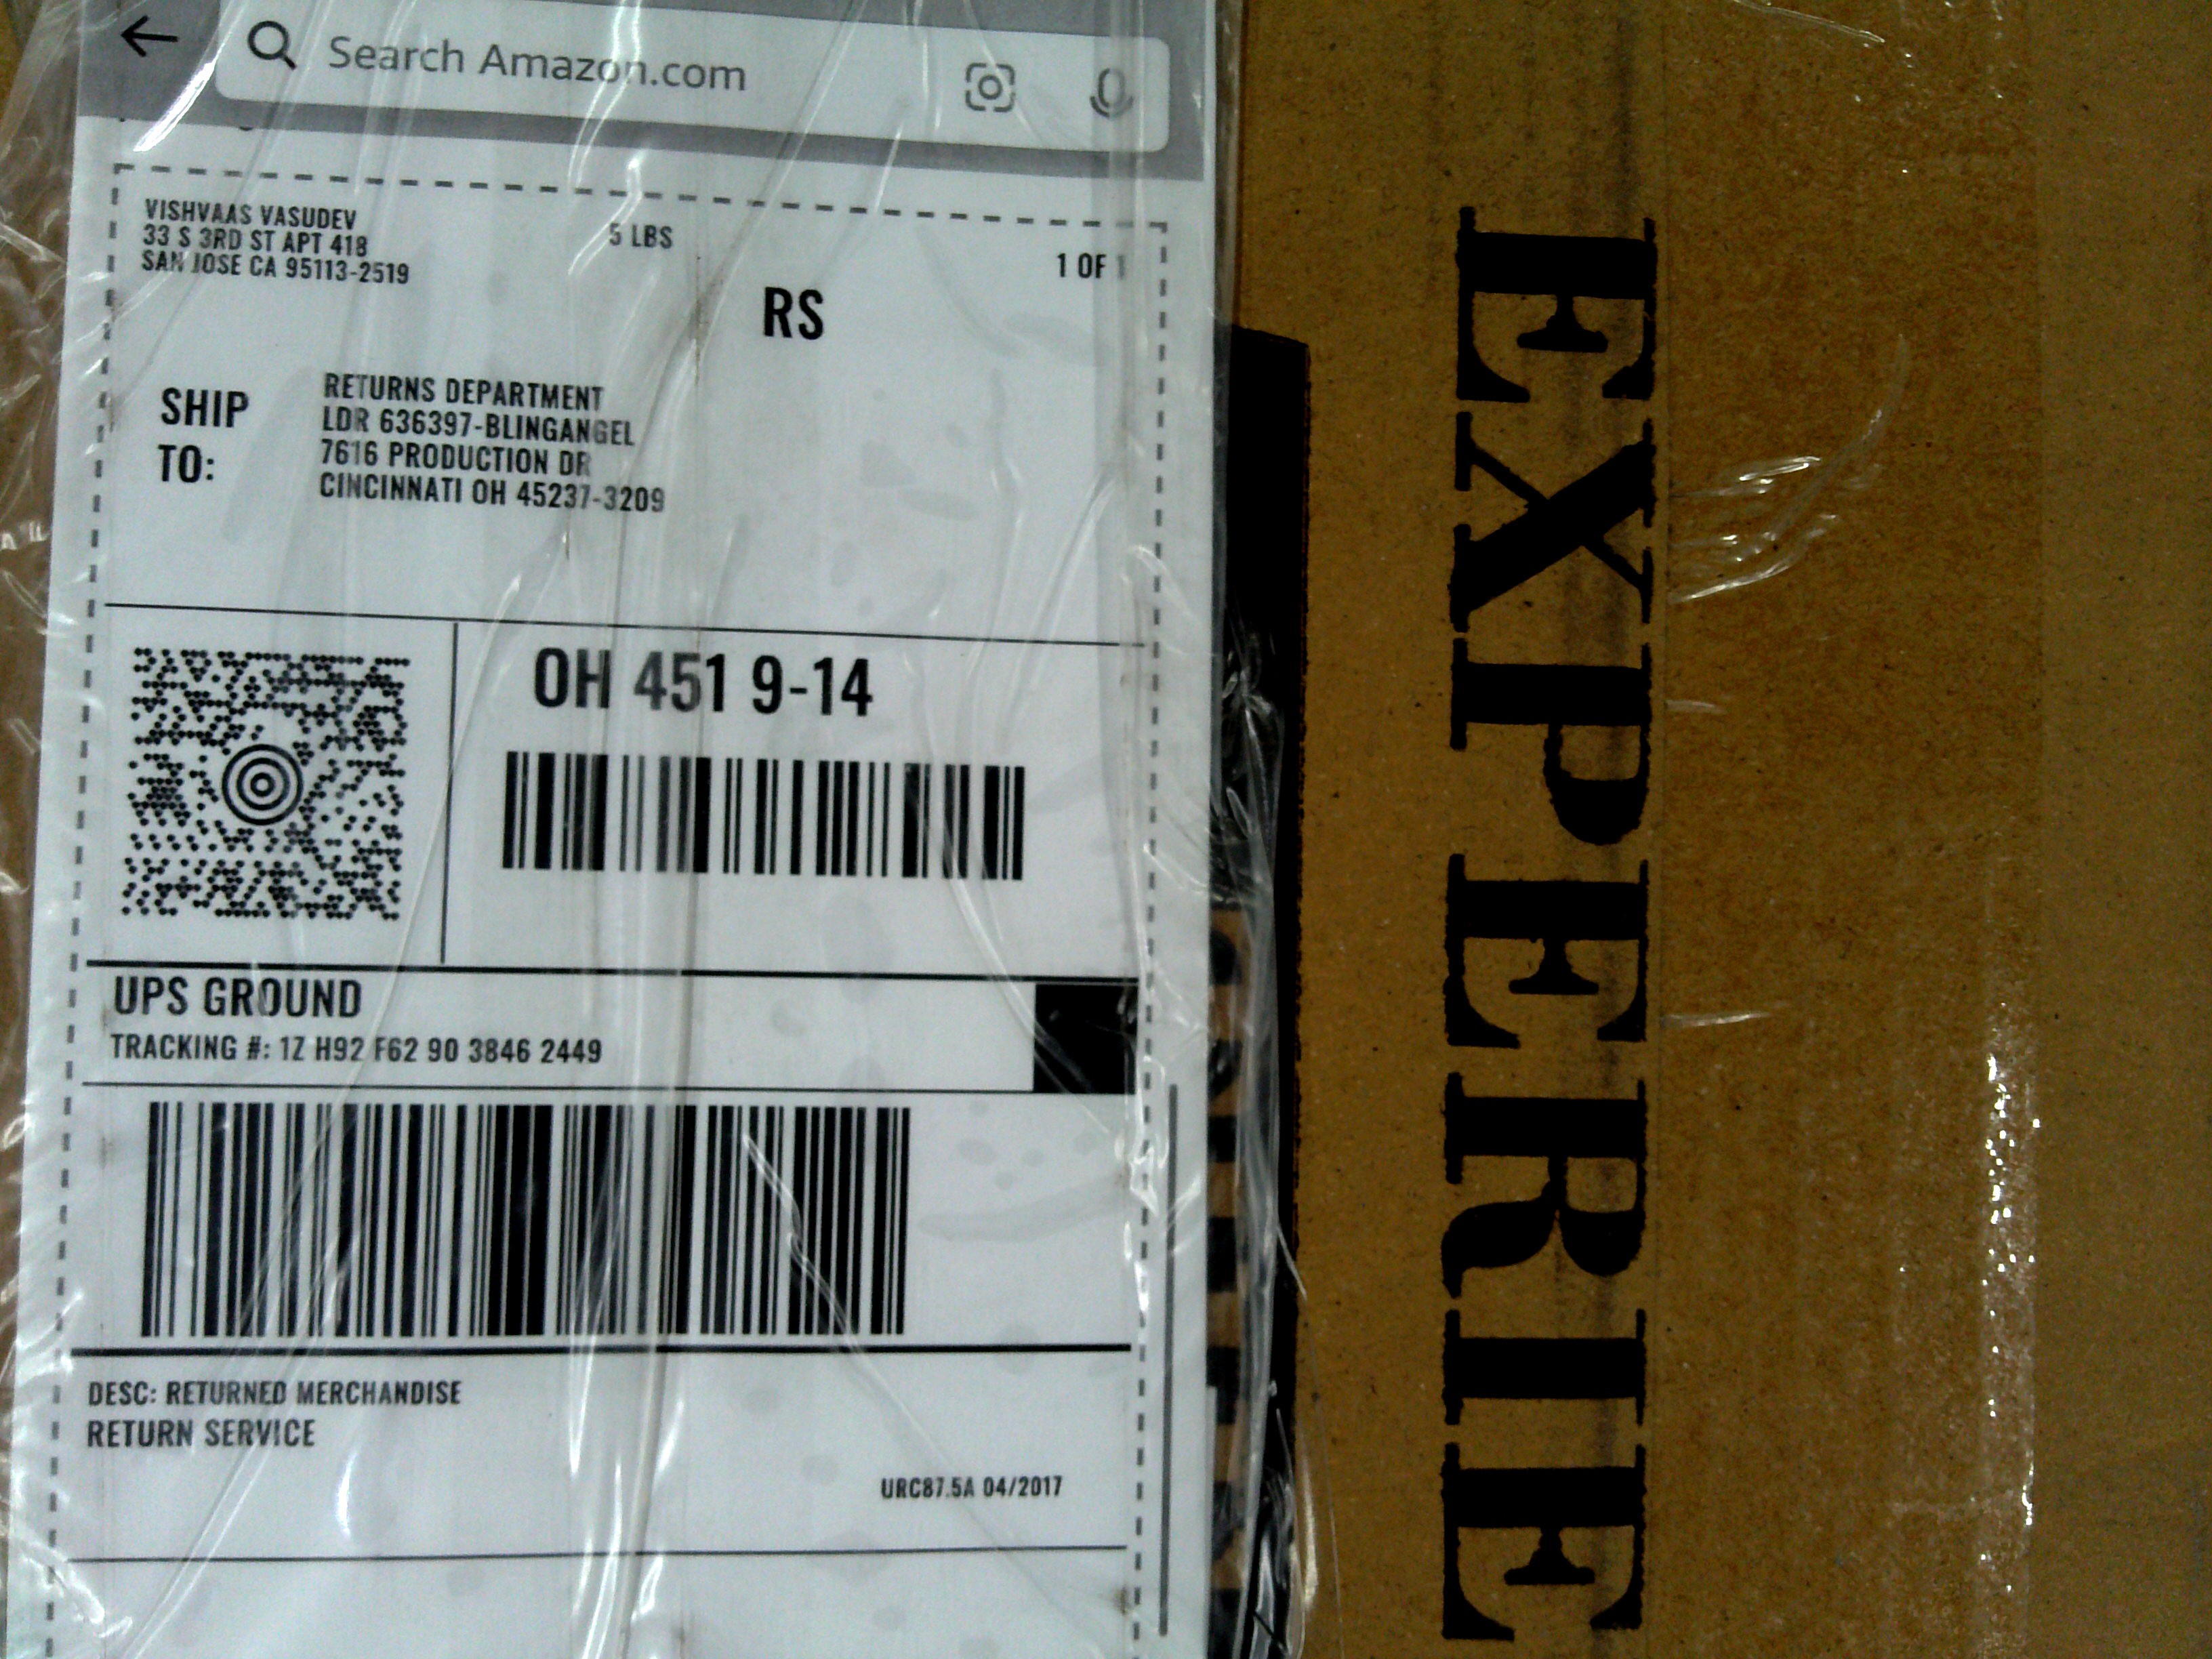 Search Amazon.com
VISHVAAS VASUDEV
33 S 3RD ST APT 418
SAN JOSE CA 95113-2519
5 LBS
1 OF 1
RS
SHIP
TO:
RETURNS DEPARTMENT
LDR 636397-BLINGANGEL
7616 PRODUCTION DR
CINCINNATI OH 45237-3209
OH 451 9-14
UPS GROUND
TRACKING #: 1Z H92 F62 90 3846 2449
DESC: RETURNED MERCHANDISE
RETURN SERVICE
URC87.5A 04/2017
EXPERIE